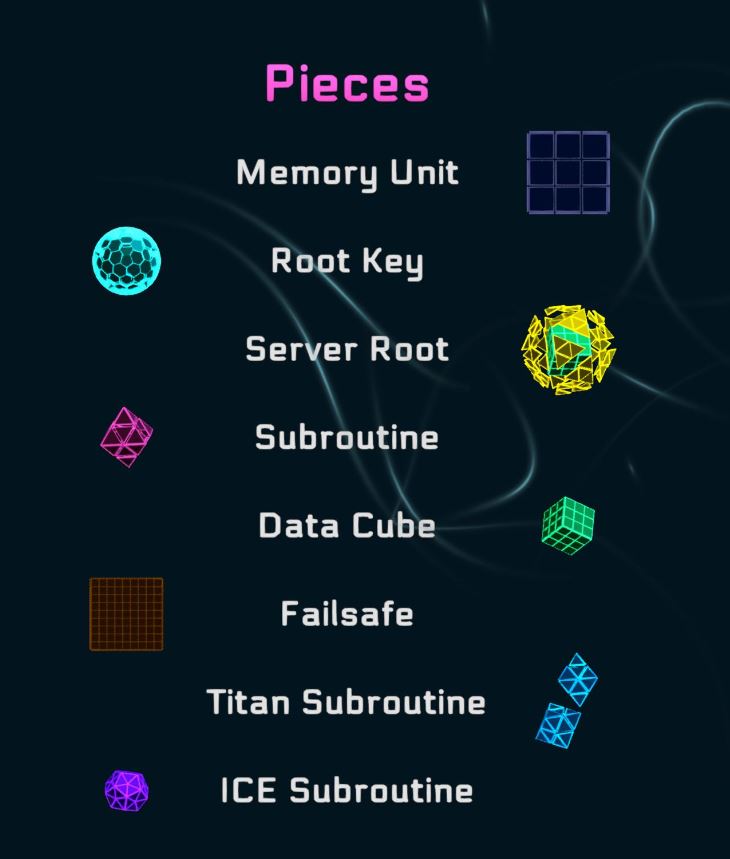 Pieces
Memory Unit
Root Key
Server Root
Subroutine
Data Cube
Failsafe
Titan Subroutine
ICE Subroutine